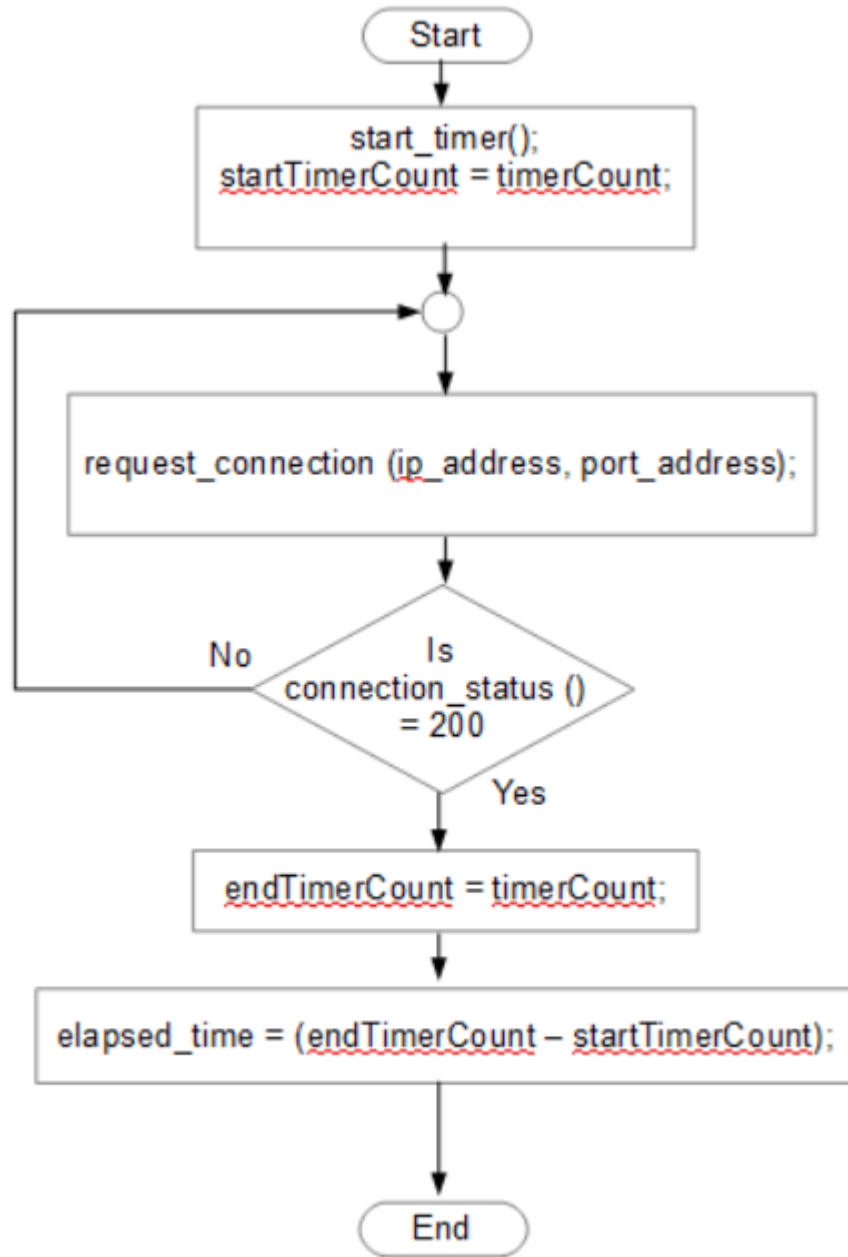 Start
start_timer();
startTimerCount = timerCount;
request_connection (ip_address, port_address);
No
Is
connection_status ()
= 200
Yes
endTimerCount = timerCount;
elapsed_time = (endTimerCount – startTimerCount);
End